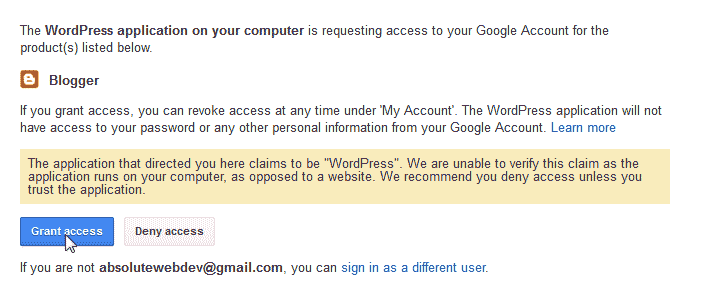 The WordPress application on your computer is requesting access to your Google Account for the
product(s) listed below.
Blogger
If you grant access, you can revoke access at any time under 'My Account'. The WordPress application will not
have access to your password or any other personal information from your Google Account. Learn more
The application that directed you here claims to be "WordPress". We are unable to verify this claim as the
application runs on your computer, as opposed to a website. We recommend you deny access unless you
trust the application.
Grant access Deny access
If you are not absolutewebdev@gmail.com, you can sign in as a different user.